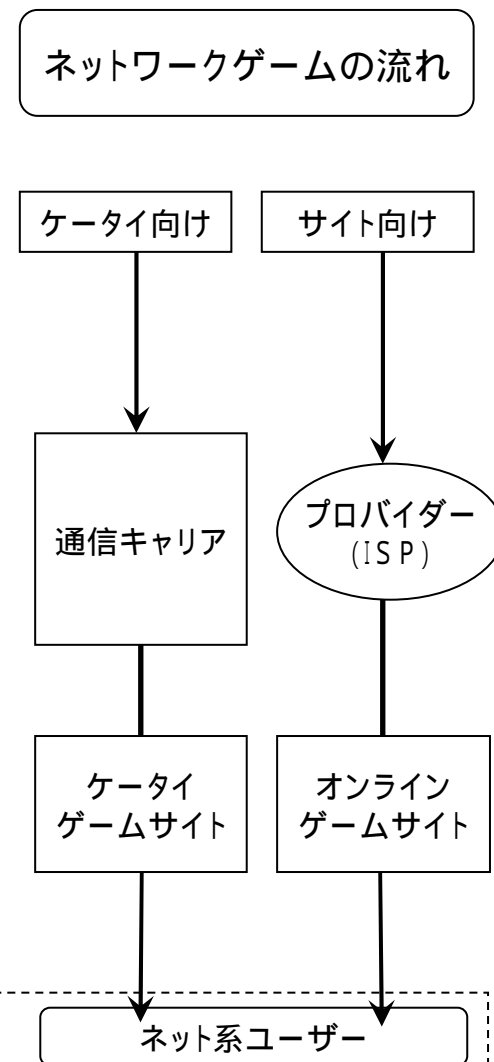 ネットワークゲームの流れ
ケータイ向け
サイト向け
通信キャリア
プロバイダー
(ISP)
ケータイ
ゲームサイト
オンライン
ゲームサイト
ネット系ユーザー